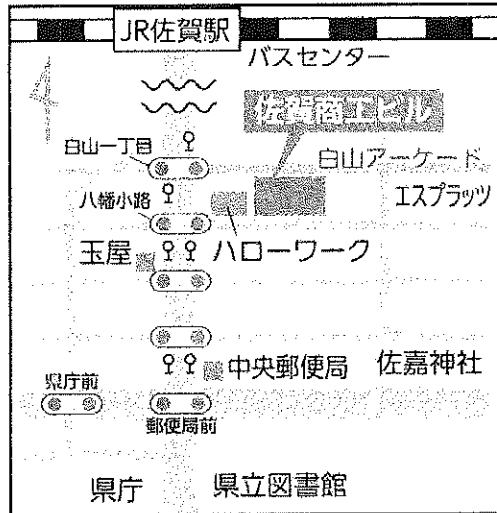 JR佐賀駅
バスセンター
佐賀商工ビル
白山一丁目
白山アーケード
八幡小路
エスプラッツ
玉屋
ハローワーク
中央郵便局
佐嘉神社
県庁前
郵便局前
県庁
県立図書館